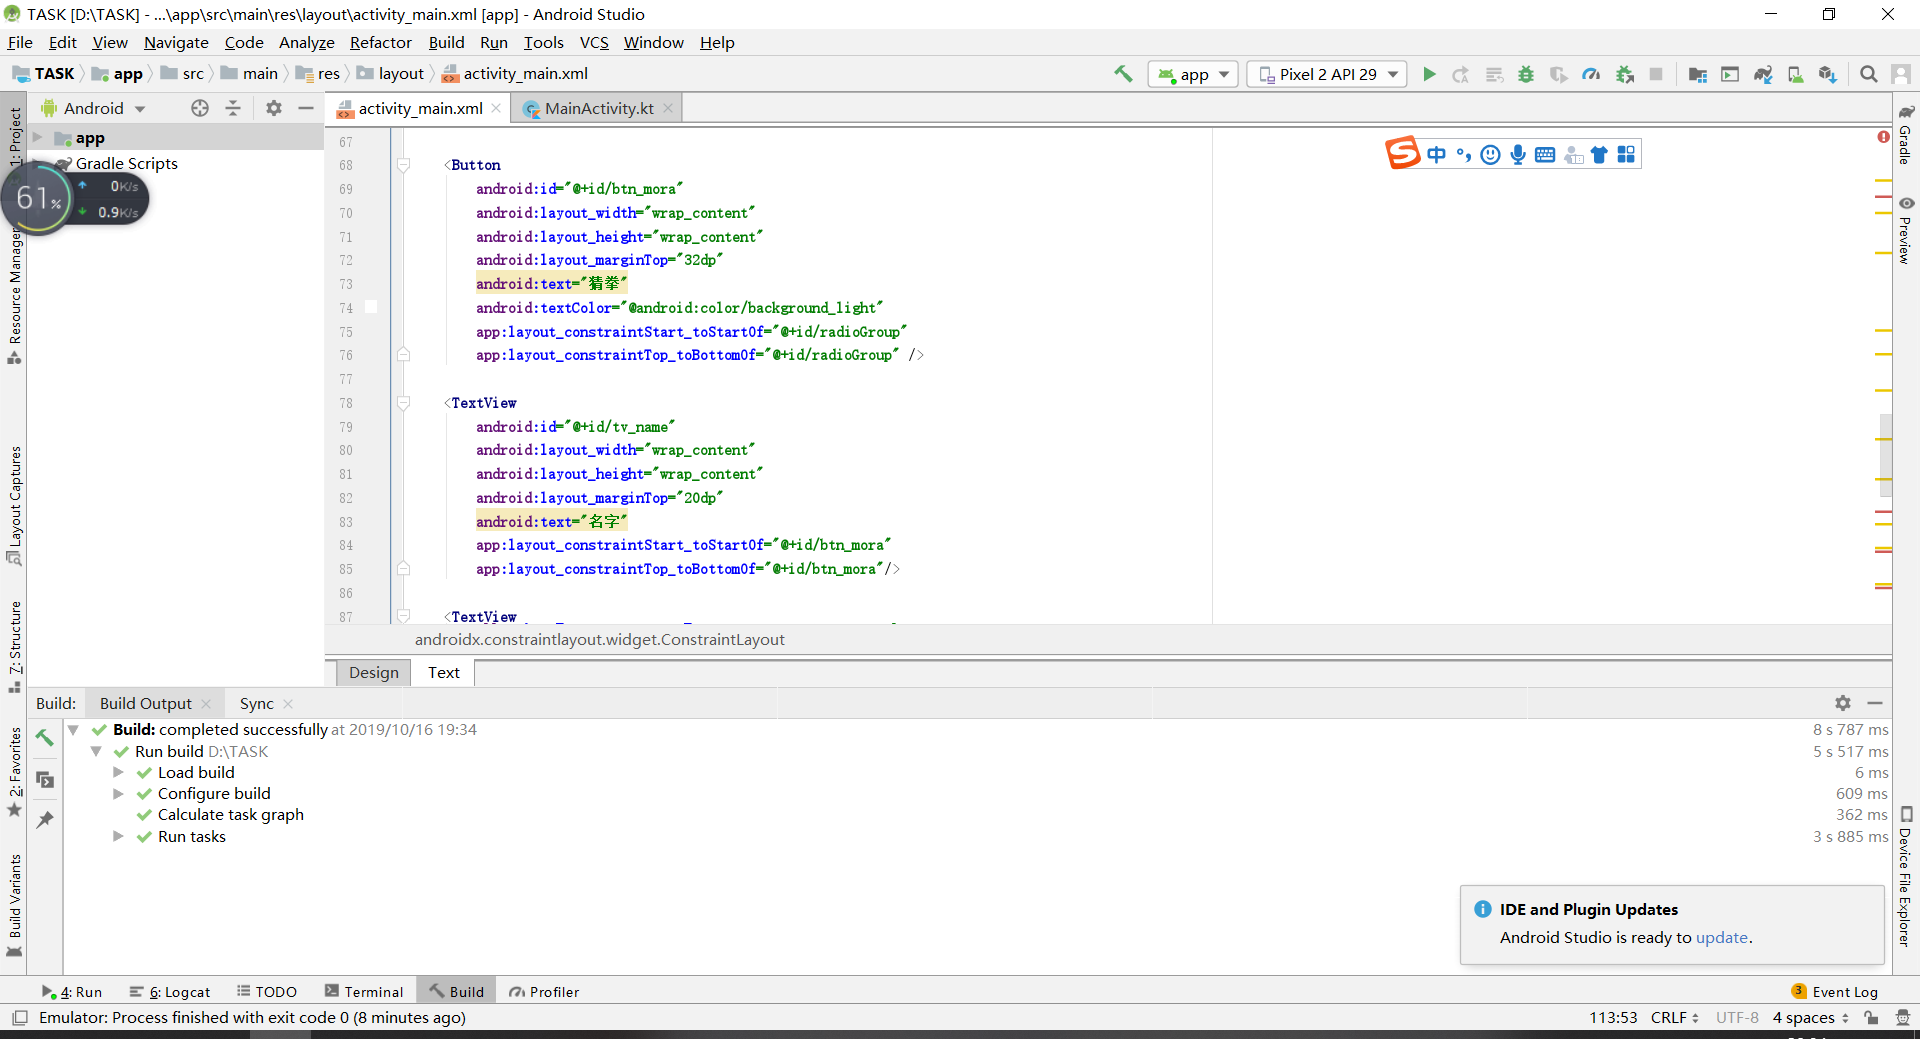 TASK [D:\TASK] - ...\app\src\main\res\layout\activity_main.xml [app] - Android Studio
File Edit View Navigate Code Analyze Refactor Build Run Tools VCS Window Help
TASK app src main res layout activity_main.xml
app Pixel 2 API 29
Android
activity_main.xml MainActivity.kt
app
Gradle Scripts
61%
0K/s
0.9K/s
1: Project
Resource Manager
Layout Captures
Z: Structure
2: Favorites
Build Variants
中
67
68 <Button
69 android:id="@+id/btn_mora"
70 android:layout_width="wrap_content"
71 android:layout_height="wrap_content"
72 android:layout_marginTop="32dp"
73 android:text="猜拳"
74 android:textColor="@android:color/background_light"
75 app:layout_constraintStart_toStartOf="@+id/radioGroup"
76 app:layout_constraintTop_toBottomOf="@+id/radioGroup" />
77
78 <TextView
79 android:id="@+id/tv_name"
80 android:layout_width="wrap_content"
81 android:layout_height="wrap_content"
82 android:layout_marginTop="20dp"
83 android:text="名字"
84 app:layout_constraintStart_toStartOf="@+id/btn_mora"
85 app:layout_constraintTop_toBottomOf="@+id/btn_mora"/>
86
87 <TextView
androidx.constraintlayout.widget.ConstraintLayout
Design Text
Gradle
Preview
Device File Explorer
Build: Build Output Sync
Build: completed successfully at 2019/10/16 19:34 8 s 787 ms
Run build D:\TASK 5 s 517 ms
Load build 6 ms
Configure build 609 ms
Calculate task graph 362 ms
Run tasks 3 s 885 ms
IDE and Plugin Updates
Android Studio is ready to update.
4: Run 6: Logcat TODO Terminal Build Profiler 3 Event Log
Emulator: Process finished with exit code 0 (8 minutes ago) 113:53 CRLF UTF-8 4 spaces